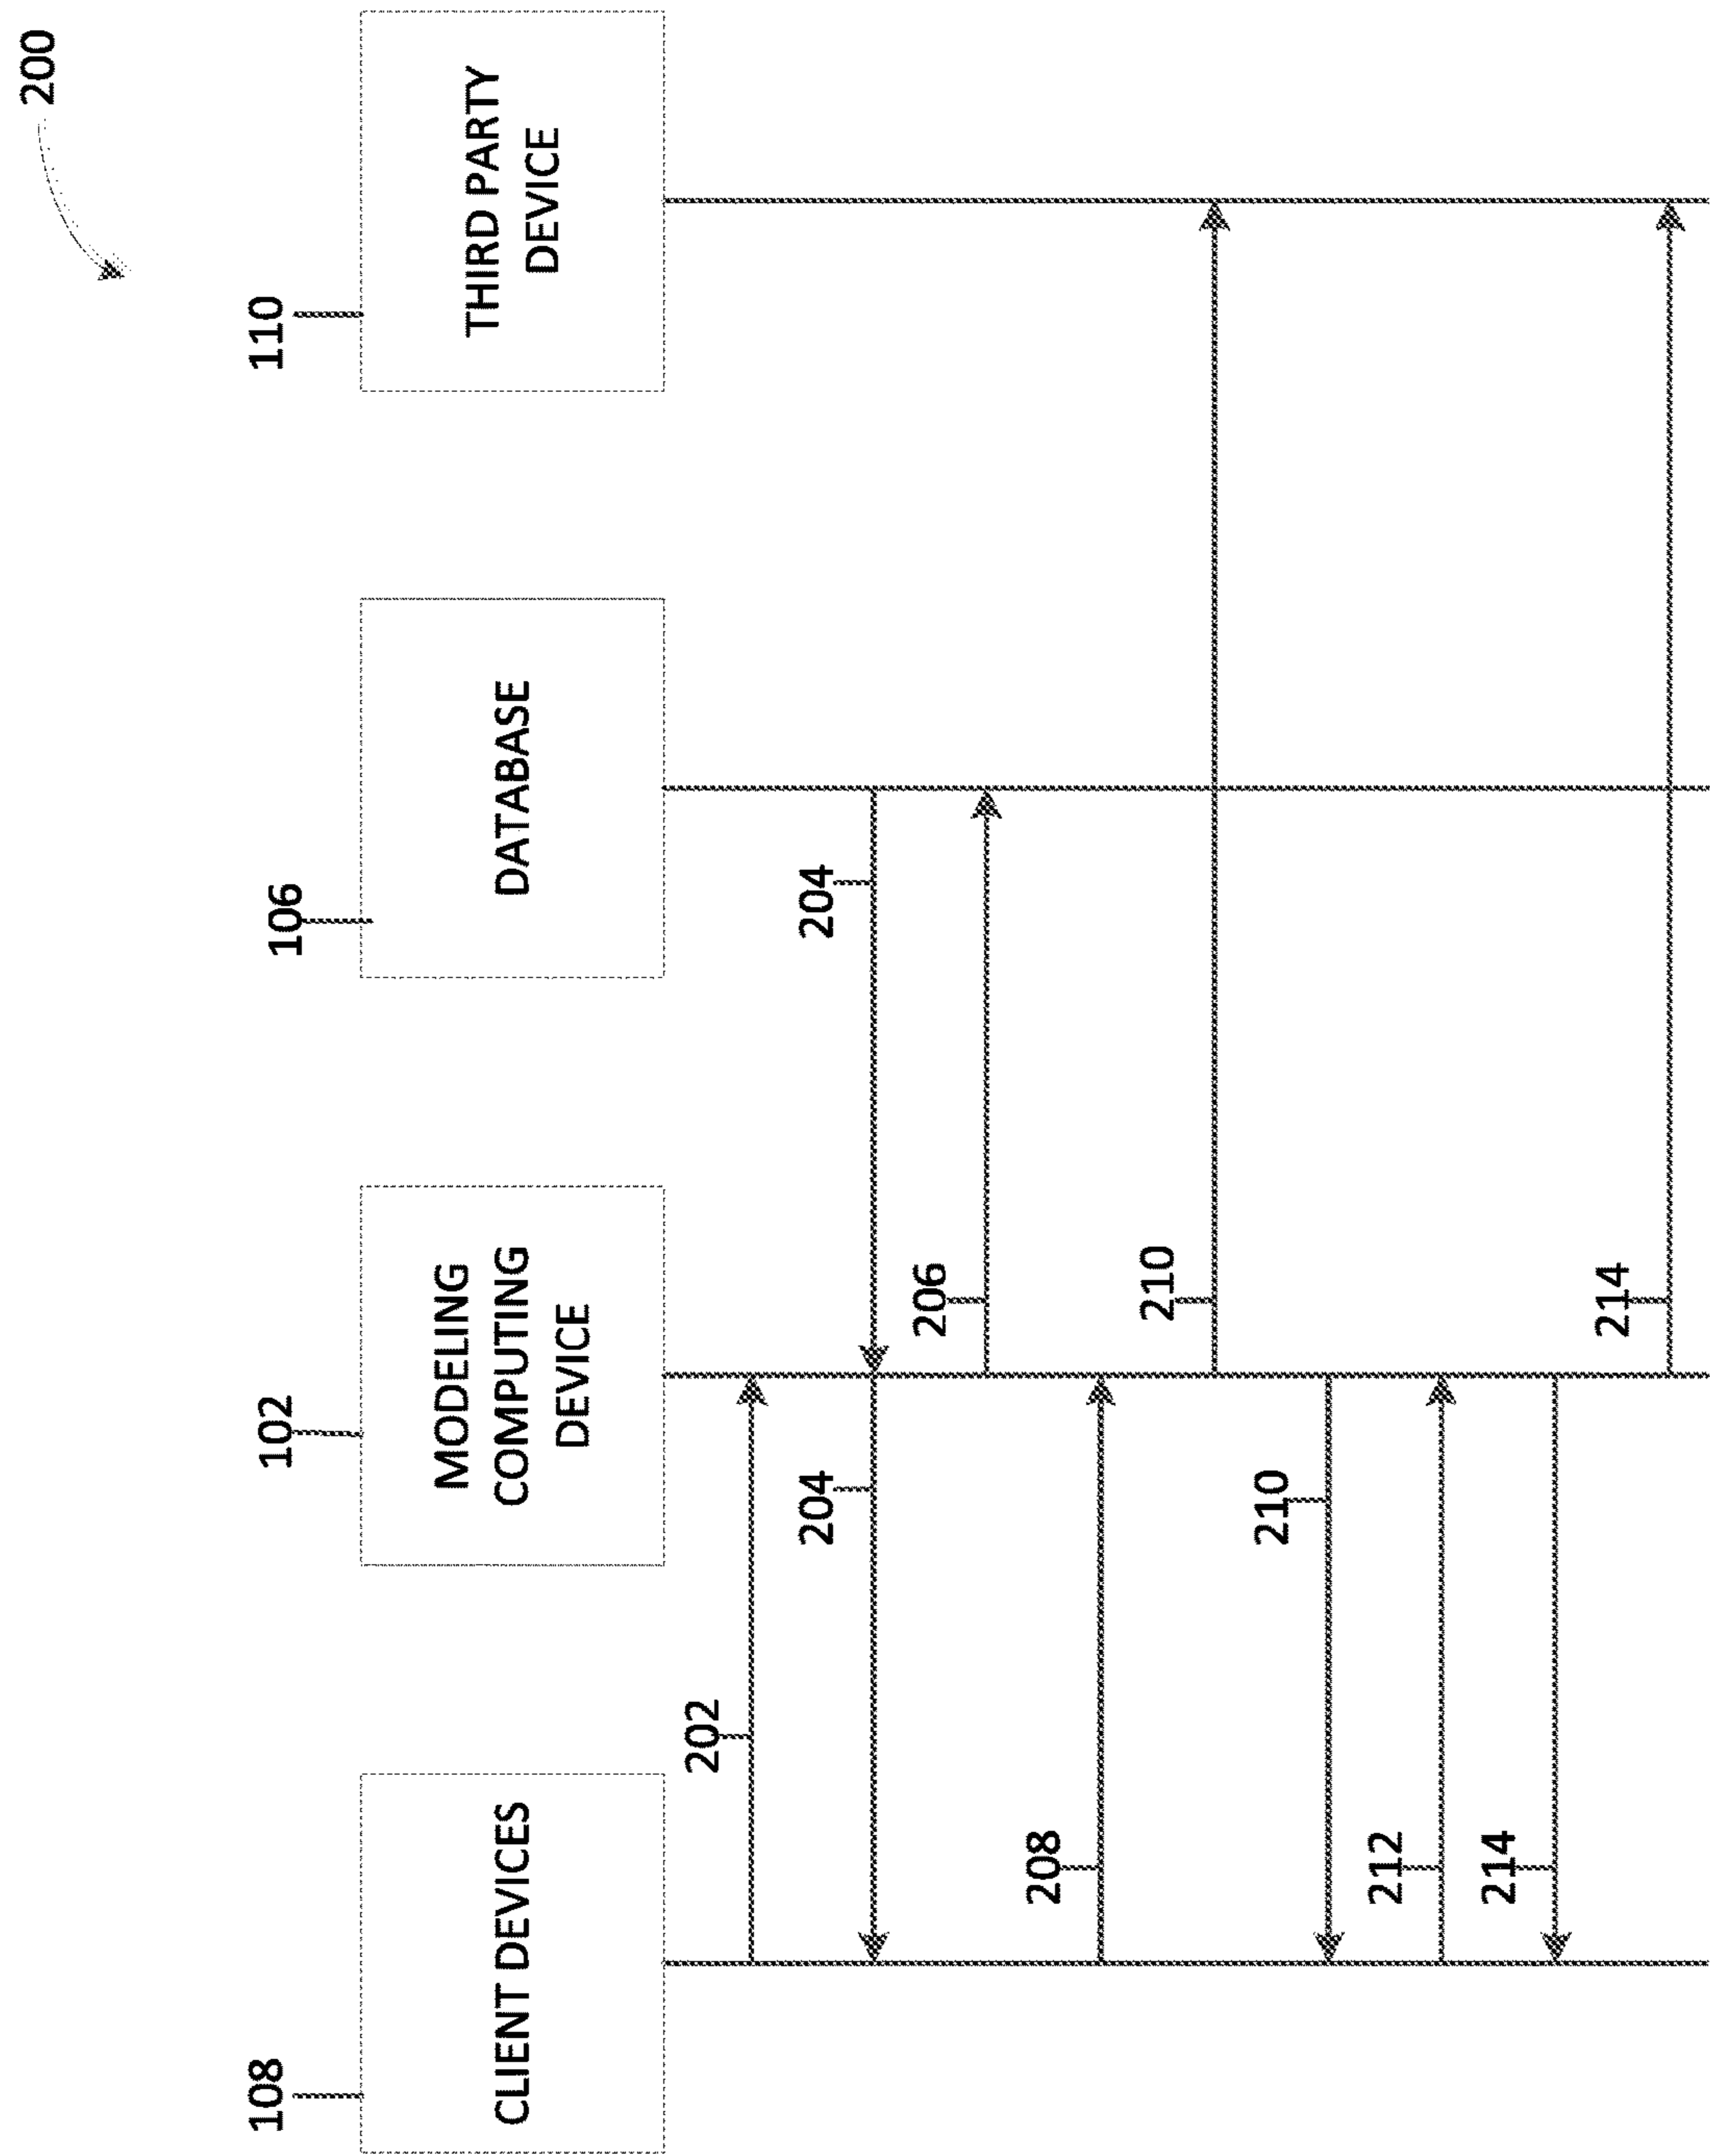 200
108
102
106
110
CLIENT DEVICES
MODELING
COMPUTING
DEVICE
DATABASE
THIRD PARTY
DEVICE
202
204
204
206
208
210
210
212
214
214